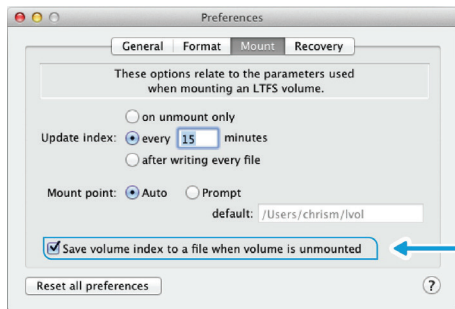 Preferences
General Format Mount Recovery
These options relate to the parameters used
when mounting an LTFS volume.
on unmount only
Update index: every 15 minutes
after writing every file
Mount point: Auto Prompt
default: /Users/chrism/lvol
Save volume index to a file when volume is unmounted
Reset all preferences ?